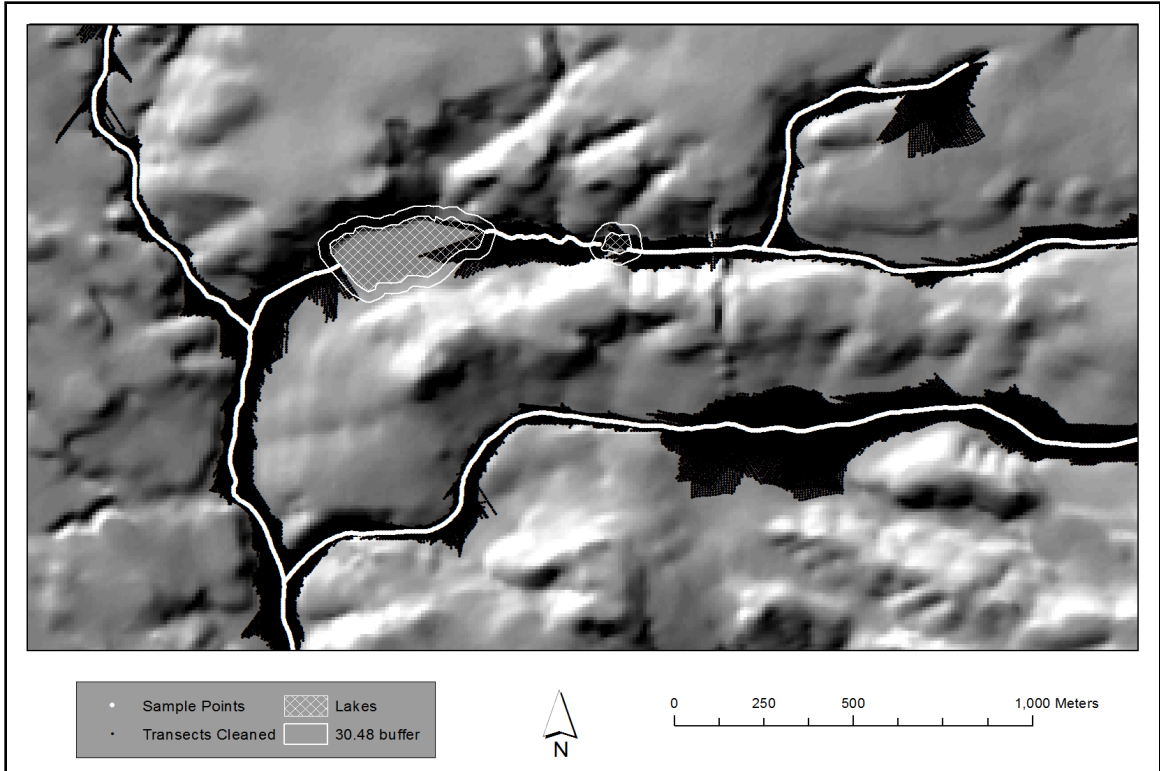 Sample Points
Lakes
Transects Cleaned
30.48 buffer
N
0 250 500 1,000 Meters